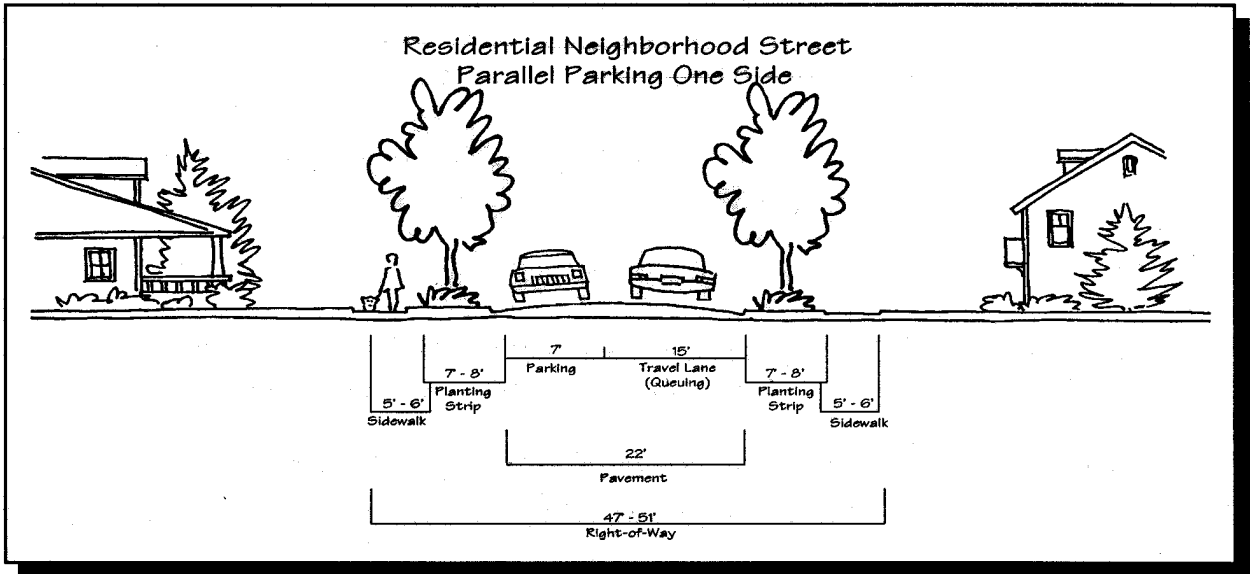 Residential Neighborhood Street
Parallel Parking One Side
7' 15'
Parking Travel Lane
(Queuing)
7' - 8' 7' - 8'
Planting Planting
Strip Strip
5' - 6' 5' - 6'
Sidewalk Sidewalk
22'
Pavement
47' - 51'
Right-of-Way